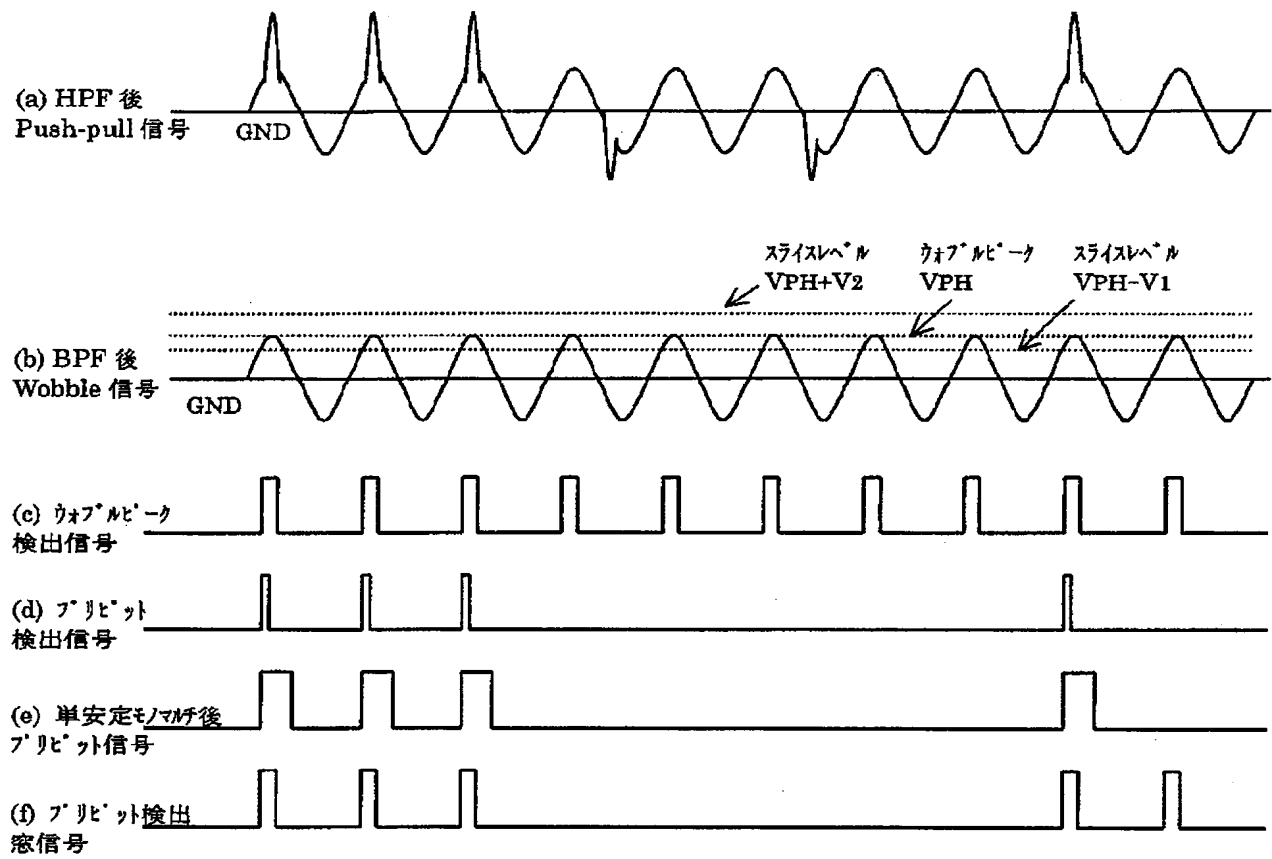 (a) HPF 後
Push-pull 信号
GND
スライスレベル
VPH+V2
ウォブルピーク
VPH
スライスレベル
VPH-V1
(b) BPF 後
Wobble 信号
GND
(c) ウォブルピーク
検出信号
(d) プリピット
検出信号
(e) 単安定モノマルチ後
プリピット信号
(f) プリピット検出
窓信号